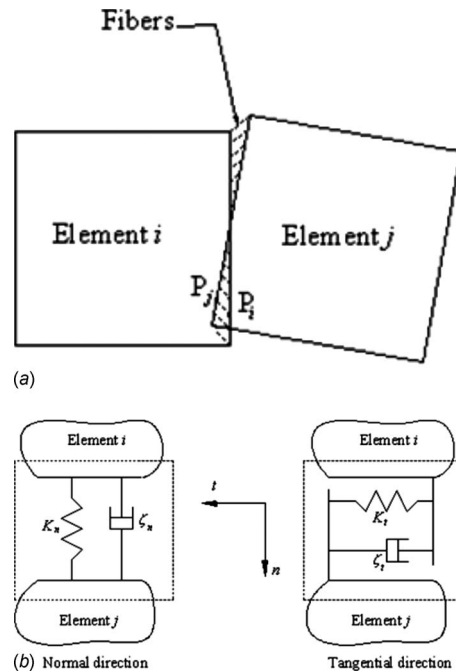 Fibers
Element i
Element j
P_j
P_i
(a)
Element i
Element i
K_n
ζ_n
t
n
K_t
ζ_t
Element j
Element j
(b) Normal direction
Tangential direction